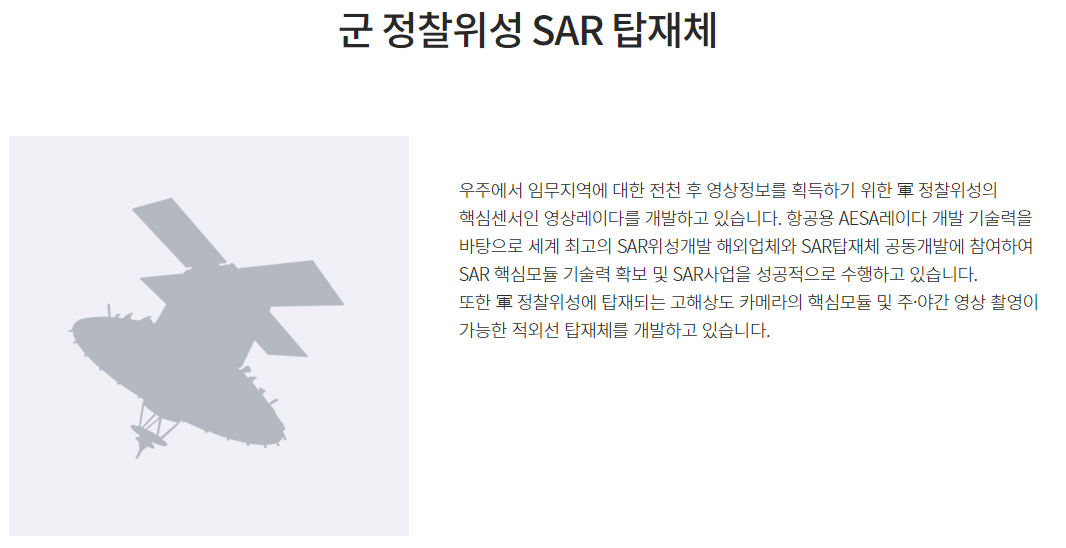 군 정찰위성 SAR 탑재체
우주에서 임무지역에 대한 전천 후 영상정보를 획득하기 위한 軍 정찰위성의
핵심센서인 영상레이다를 개발하고 있습니다. 항공용 AESA레이다 개발 기술력을
바탕으로 세계 최고의 SAR위성개발 해외업체와 SAR탑재체 공동개발에 참여하여
SAR 핵심모듈 기술력 확보 및 SAR사업을 성공적으로 수행하고 있습니다.
또한 軍 정찰위성에 탑재되는 고해상도 카메라의 핵심모듈 및 주·야간 영상 촬영이
가능한 적외선 탑재체를 개발하고 있습니다.